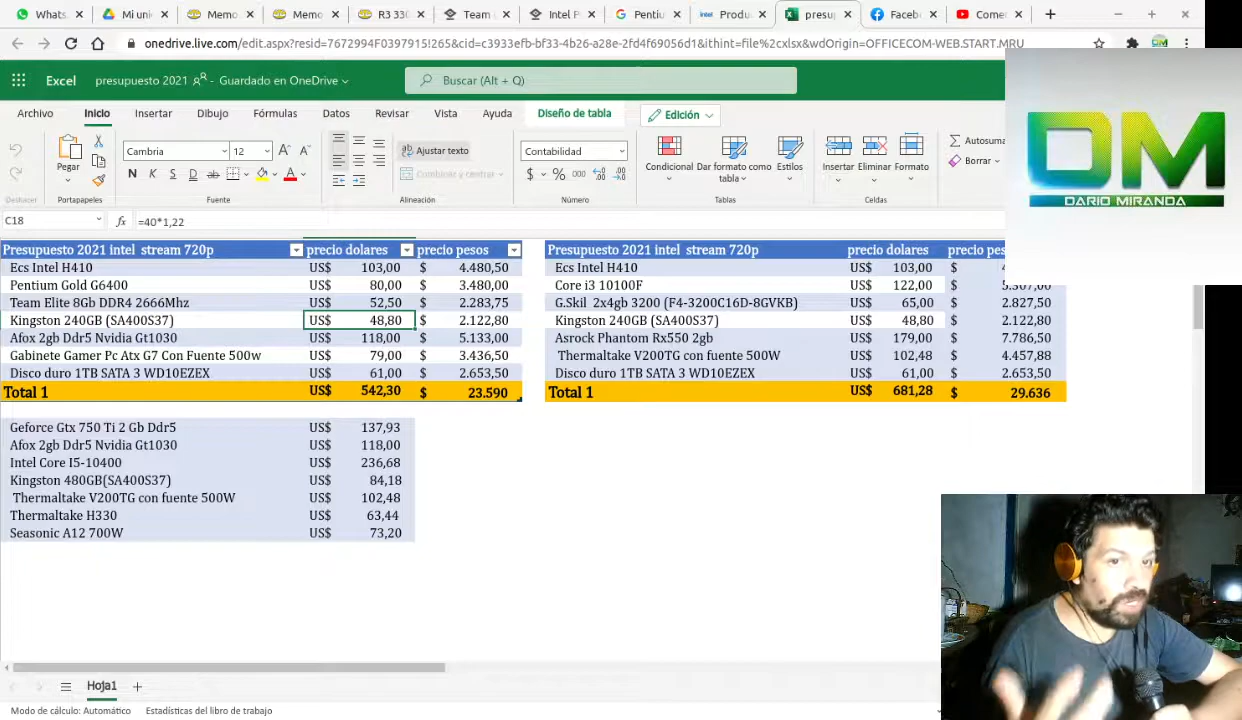 Whats.
Mi uni
Memo
Memo
R3 33
Team
Intel P
Pentiu
Produ
presup
Faceb
Come
onedrive.live.com/edit.aspx?resid=7672994F0397915!265&cid=c3933efb-bf33-4b26-a28e-2fd4f69056d1&ithint=file%2cxlsx&wdOrigin=OFFICECOM-WEB.START.MRU
Excel presupuesto 2021 - Guardado en OneDrive
Buscar (Alt + Q)
Archivo Inicio Insertar Dibujo Fórmulas Datos Revisar Vista Ayuda Diseño de tabla Edición
Pegar
Cambria 12
Ajustar texto
Contabilidad
N K S D ab A
Combinar y centrar
$ % 000
Condicional
Dar formato como tabla
Estilos
Insertar Eliminar Formato
Autosuma
Borrar
Deshacer Portapapeles Fuente Alineación Número Tablas Celdas
C18 fx =40*1,22
Presupuesto 2021 intel stream 720p precio dolares precio pesos
Ecs Intel H410 US$ 103,00 $ 4.480,50
Pentium Gold G6400 US$ 80,00 $ 3.480,00
Team Elite 8Gb DDR4 2666Mhz US$ 52,50 $ 2.283,75
Kingston 240GB (SA400S37) US$ 48,80 $ 2.122,80
Afox 2gb Ddr5 Nvidia Gt1030 US$ 118,00 $ 5.133,00
Gabinete Gamer Pc Atx G7 Con Fuente 500w US$ 79,00 $ 3.436,50
Disco duro 1TB SATA 3 WD10EZEX US$ 61,00 $ 2.653,50
Total 1 US$ 542,30 $ 23.590
Presupuesto 2021 intel stream 720p precio dolares precio pes
Ecs Intel H410 US$ 103,00 $
Core i3 10100F US$ 122,00 $ 5.307,00
G.Skil 2x4gb 3200 (F4-3200C16D-8GVKB) US$ 65,00 $ 2.827,50
Kingston 240GB (SA400S37) US$ 48,80 $ 2.122,80
Asrock Phantom Rx550 2gb US$ 179,00 $ 7.786,50
Thermaltake V200TG con fuente 500W US$ 102,48 $ 4.457,88
Disco duro 1TB SATA 3 WD10EZEX US$ 61,00 $ 2.653,50
Total 1 US$ 681,28 $ 29.636
Geforce Gtx 750 Ti 2 Gb Ddr5 US$ 137,93
Afox 2gb Ddr5 Nvidia Gt1030 US$ 118,00
Intel Core I5-10400 US$ 236,68
Kingston 480GB(SA400S37) US$ 84,18
Thermaltake V200TG con fuente 500W US$ 102,48
Thermaltake H330 US$ 63,44
Seasonic A12 700W US$ 73,20
DM
DARIO MIRANDA
Hoja1
Modo de cálculo: Automático Estadísticas del libro de trabajo